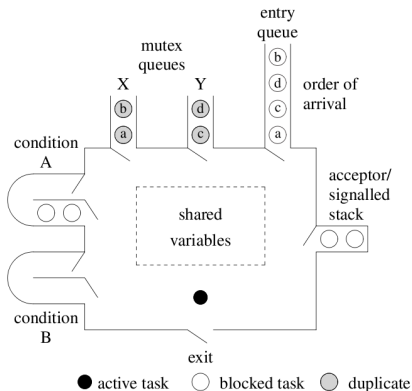 entry
queue
mutex
queues
X
Y
b
d
order of
arrival
b
d
c
a
a
c
condition
A
acceptor/
signalled
stack
shared
variables
condition
B
exit
active task
blocked task
duplicate